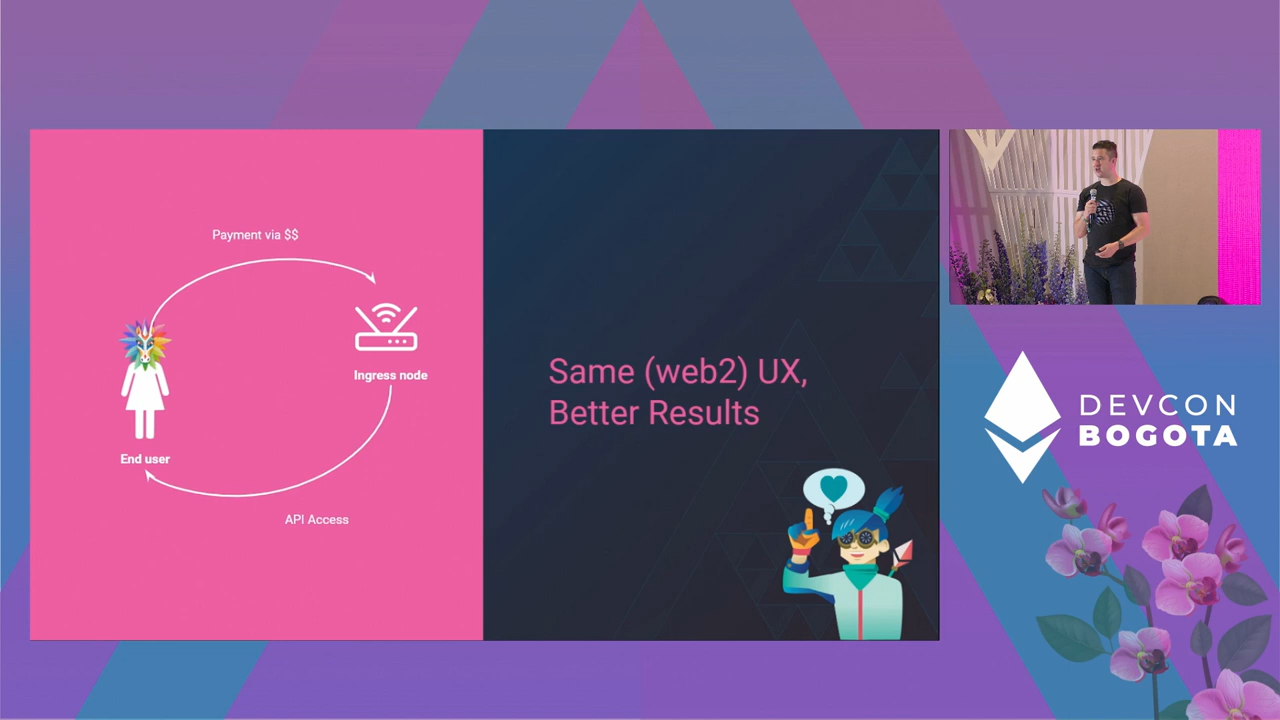 Payment via $$
Ingress node
End user
API Access
Same (web2) UX,
Better Results
DEVCON
BOGOTA